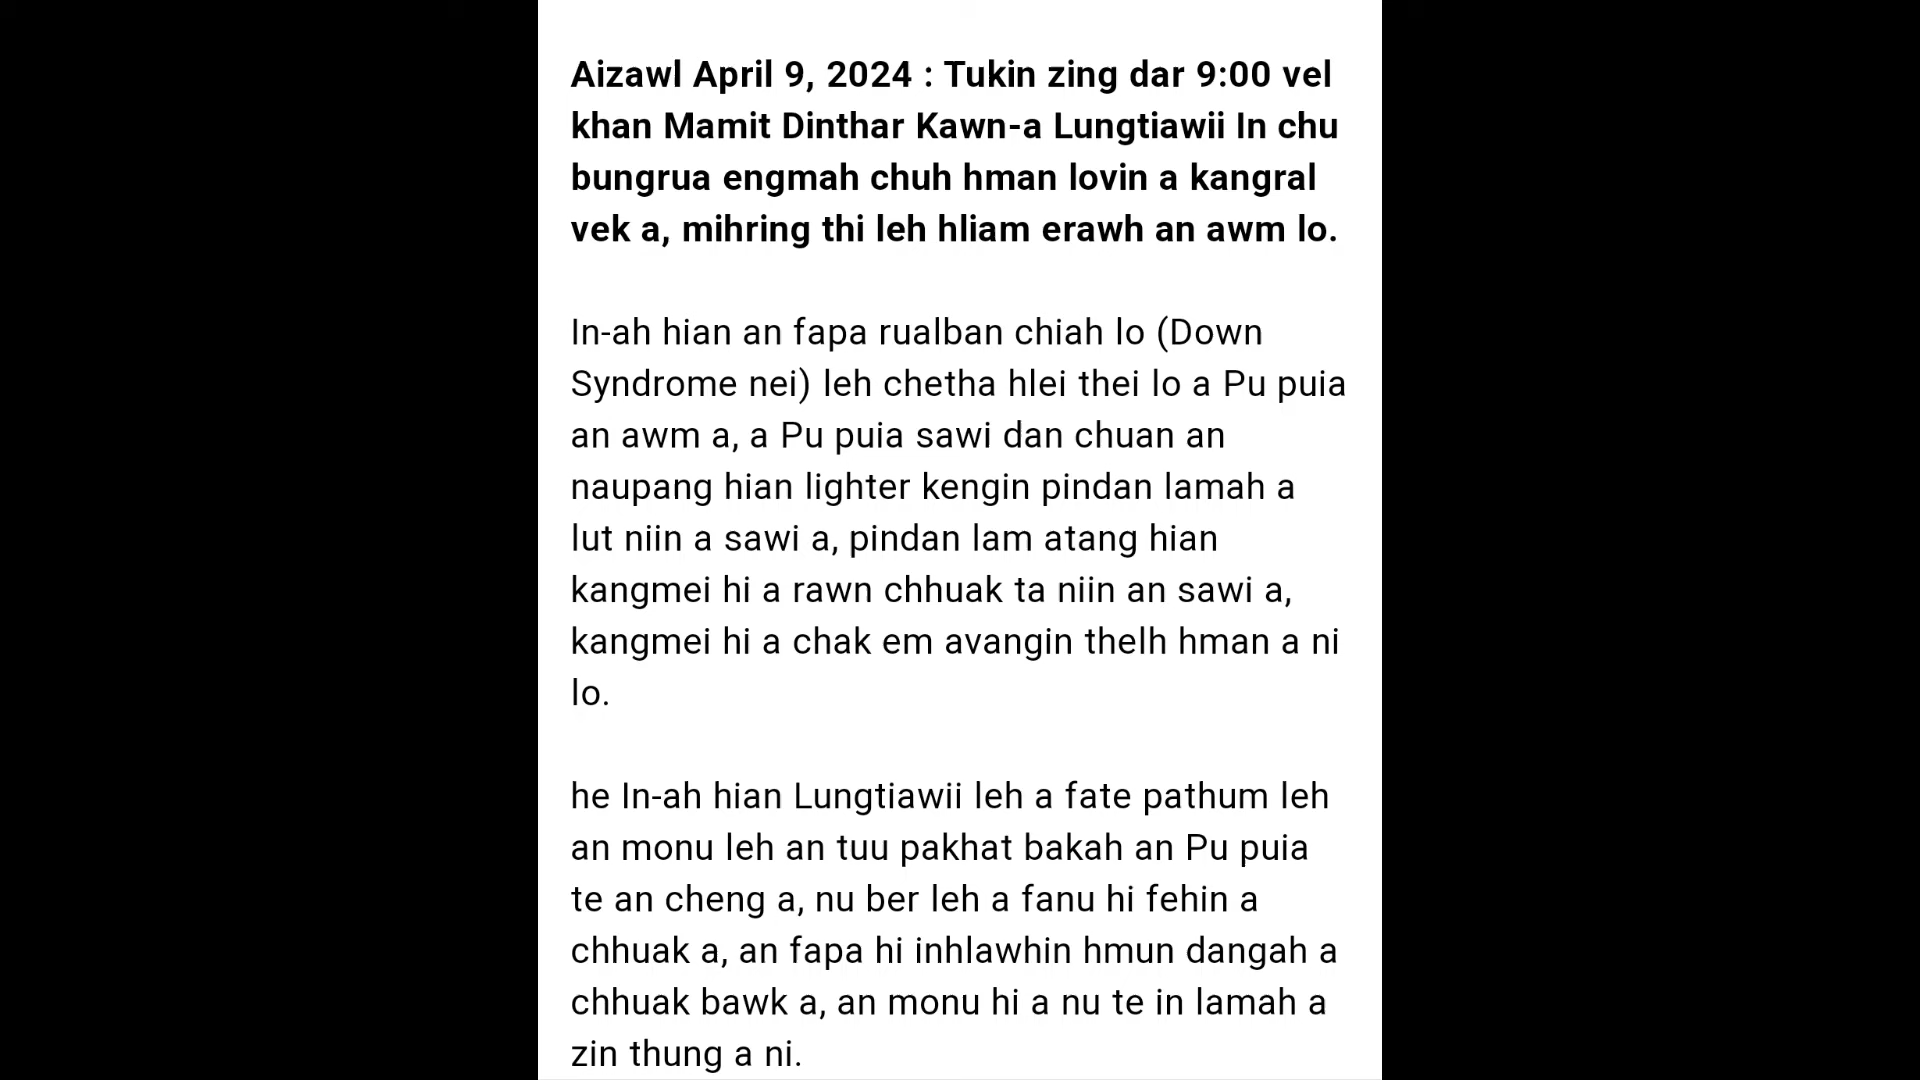 Aizawl April 9, 2024 : Tukin zing dar 9:00 vel
khan Mamit Dinthar Kawn-a Lungtiawii In chu
bungrua engmah chuh hman lovin a kangral
vek a, mihring thi leh hliam erawh an awm lo.
In-ah hian an fapa rualban chiah lo (Down
Syndrome nei) leh chetha hlei thei lo a Pu puia
an awm a, a Pu puia sawi dan chuan an
naupang hian lighter kengin pindan lamah a
lut niin a sawi a, pindan lam atang hian
kangmei hi a rawn chhuak ta niin an sawi a,
kangmei hi a chak em avangin thelh hman a ni
lo.
he In-ah hian Lungtiawii leh a fate pathum leh
an monu leh an tuu pakhat bakah an Pu puia
te an cheng a, nu ber leh a fanu hi fehin a
chhuak a, an fapa hi inhlawhin hmun dangah a
chhuak bawk a, an monu hi a nu te in lamah a
zin thung a ni.